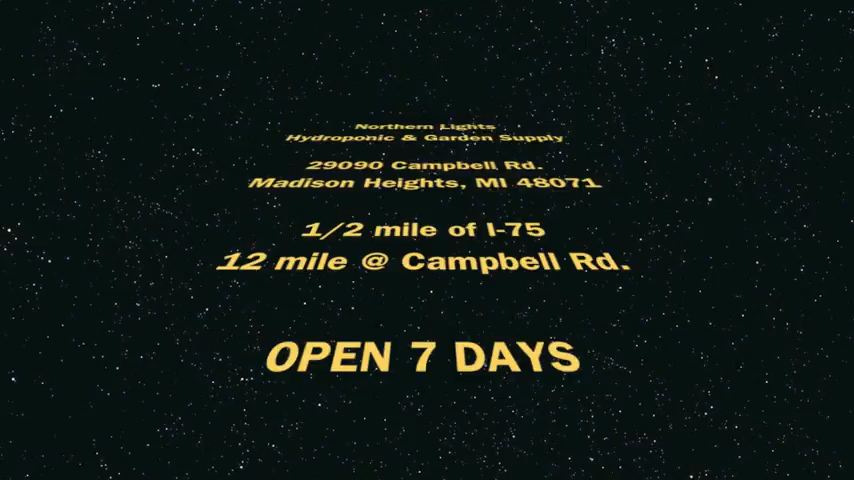 Northern Lights
Hydroponic & Garden Supply
29090 Campbell Rd.
Madison Heights, MI 48071
1/2 mile of I-75
12 mile @ Campbell Rd.
OPEN 7 DAYS